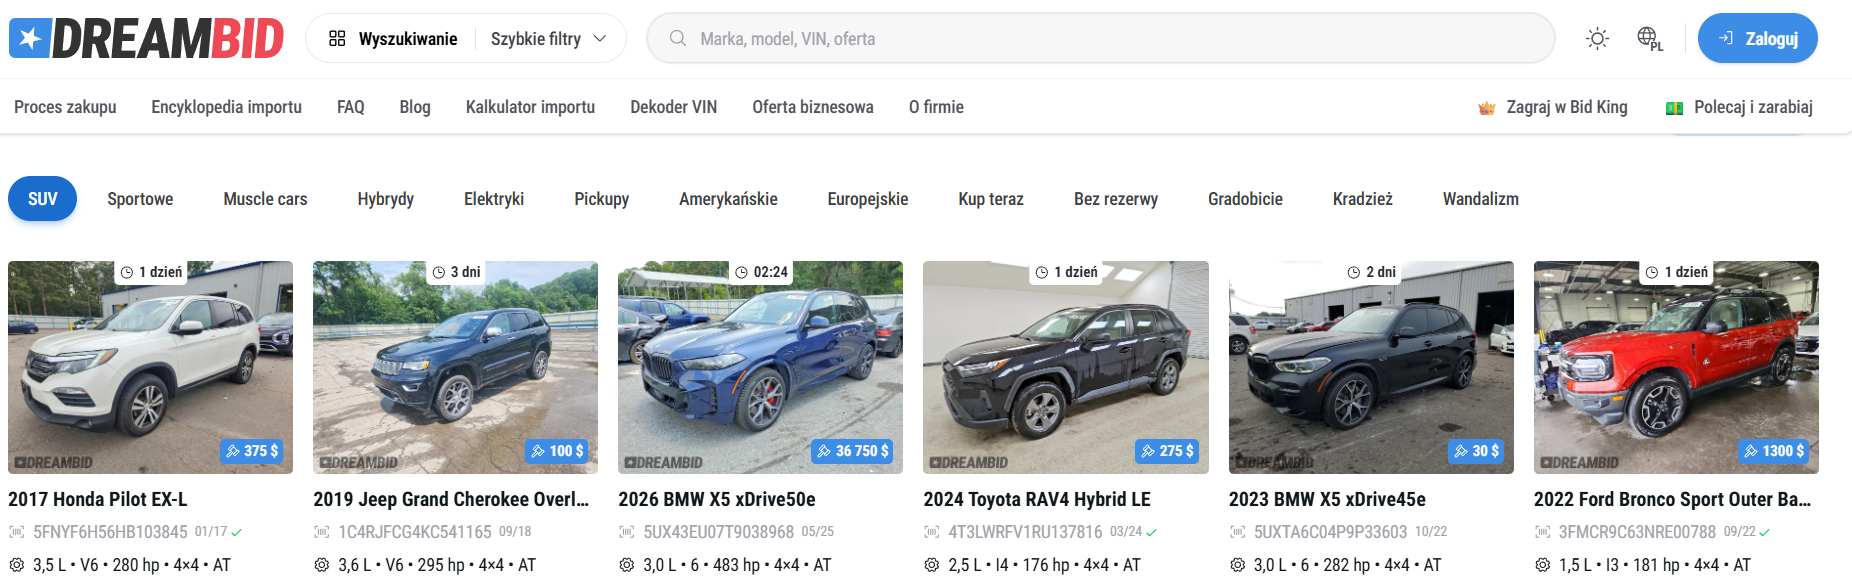 DREAMBID
Wyszukiwanie
Szybkie filtry
Marka, model, VIN, oferta
PL
Zaloguj
Proces zakupu
Encyklopedia importu
FAQ
Blog
Kalkulator importu
Dekoder VIN
Oferta biznesowa
O firmie
Zagraj w Bid King
Polecaj i zarabiaj
SUV
Sportowe
Muscle cars
Hybrydy
Elektryki
Pickupy
Amerykańskie
Europejskie
Kup teraz
Bez rezerwy
Gradobicie
Kradzież
Wandalizm
1 dzień
375 $
DREAMBID
2017 Honda Pilot EX-L
5FNYF6H56HB103845 01/17
3,5 L • V6 • 280 hp • 4×4 • AT
3 dni
100 $
DREAMBID
2019 Jeep Grand Cherokee Overl...
1C4RJFCG4KC541165 09/18
3,6 L • V6 • 295 hp • 4×4 • AT
02:24
36 750 $
DREAMBID
2026 BMW X5 xDrive50e
5UX43EU07T9038968 05/25
3,0 L • 6 • 483 hp • 4×4 • AT
1 dzień
275 $
DREAMBID
2024 Toyota RAV4 Hybrid LE
4T3LWRFV1RU137816 03/24
2,5 L • I4 • 176 hp • 4×4 • AT
2 dni
30 $
DREAMBID
2023 BMW X5 xDrive45e
5UXTA6C04P9P33603 10/22
3,0 L • 6 • 282 hp • 4×4 • AT
1 dzień
1300 $
DREAMBID
2022 Ford Bronco Sport Outer Ba...
3FMCR9C63NRE00788 09/22
1,5 L • I3 • 181 hp • 4×4 • AT